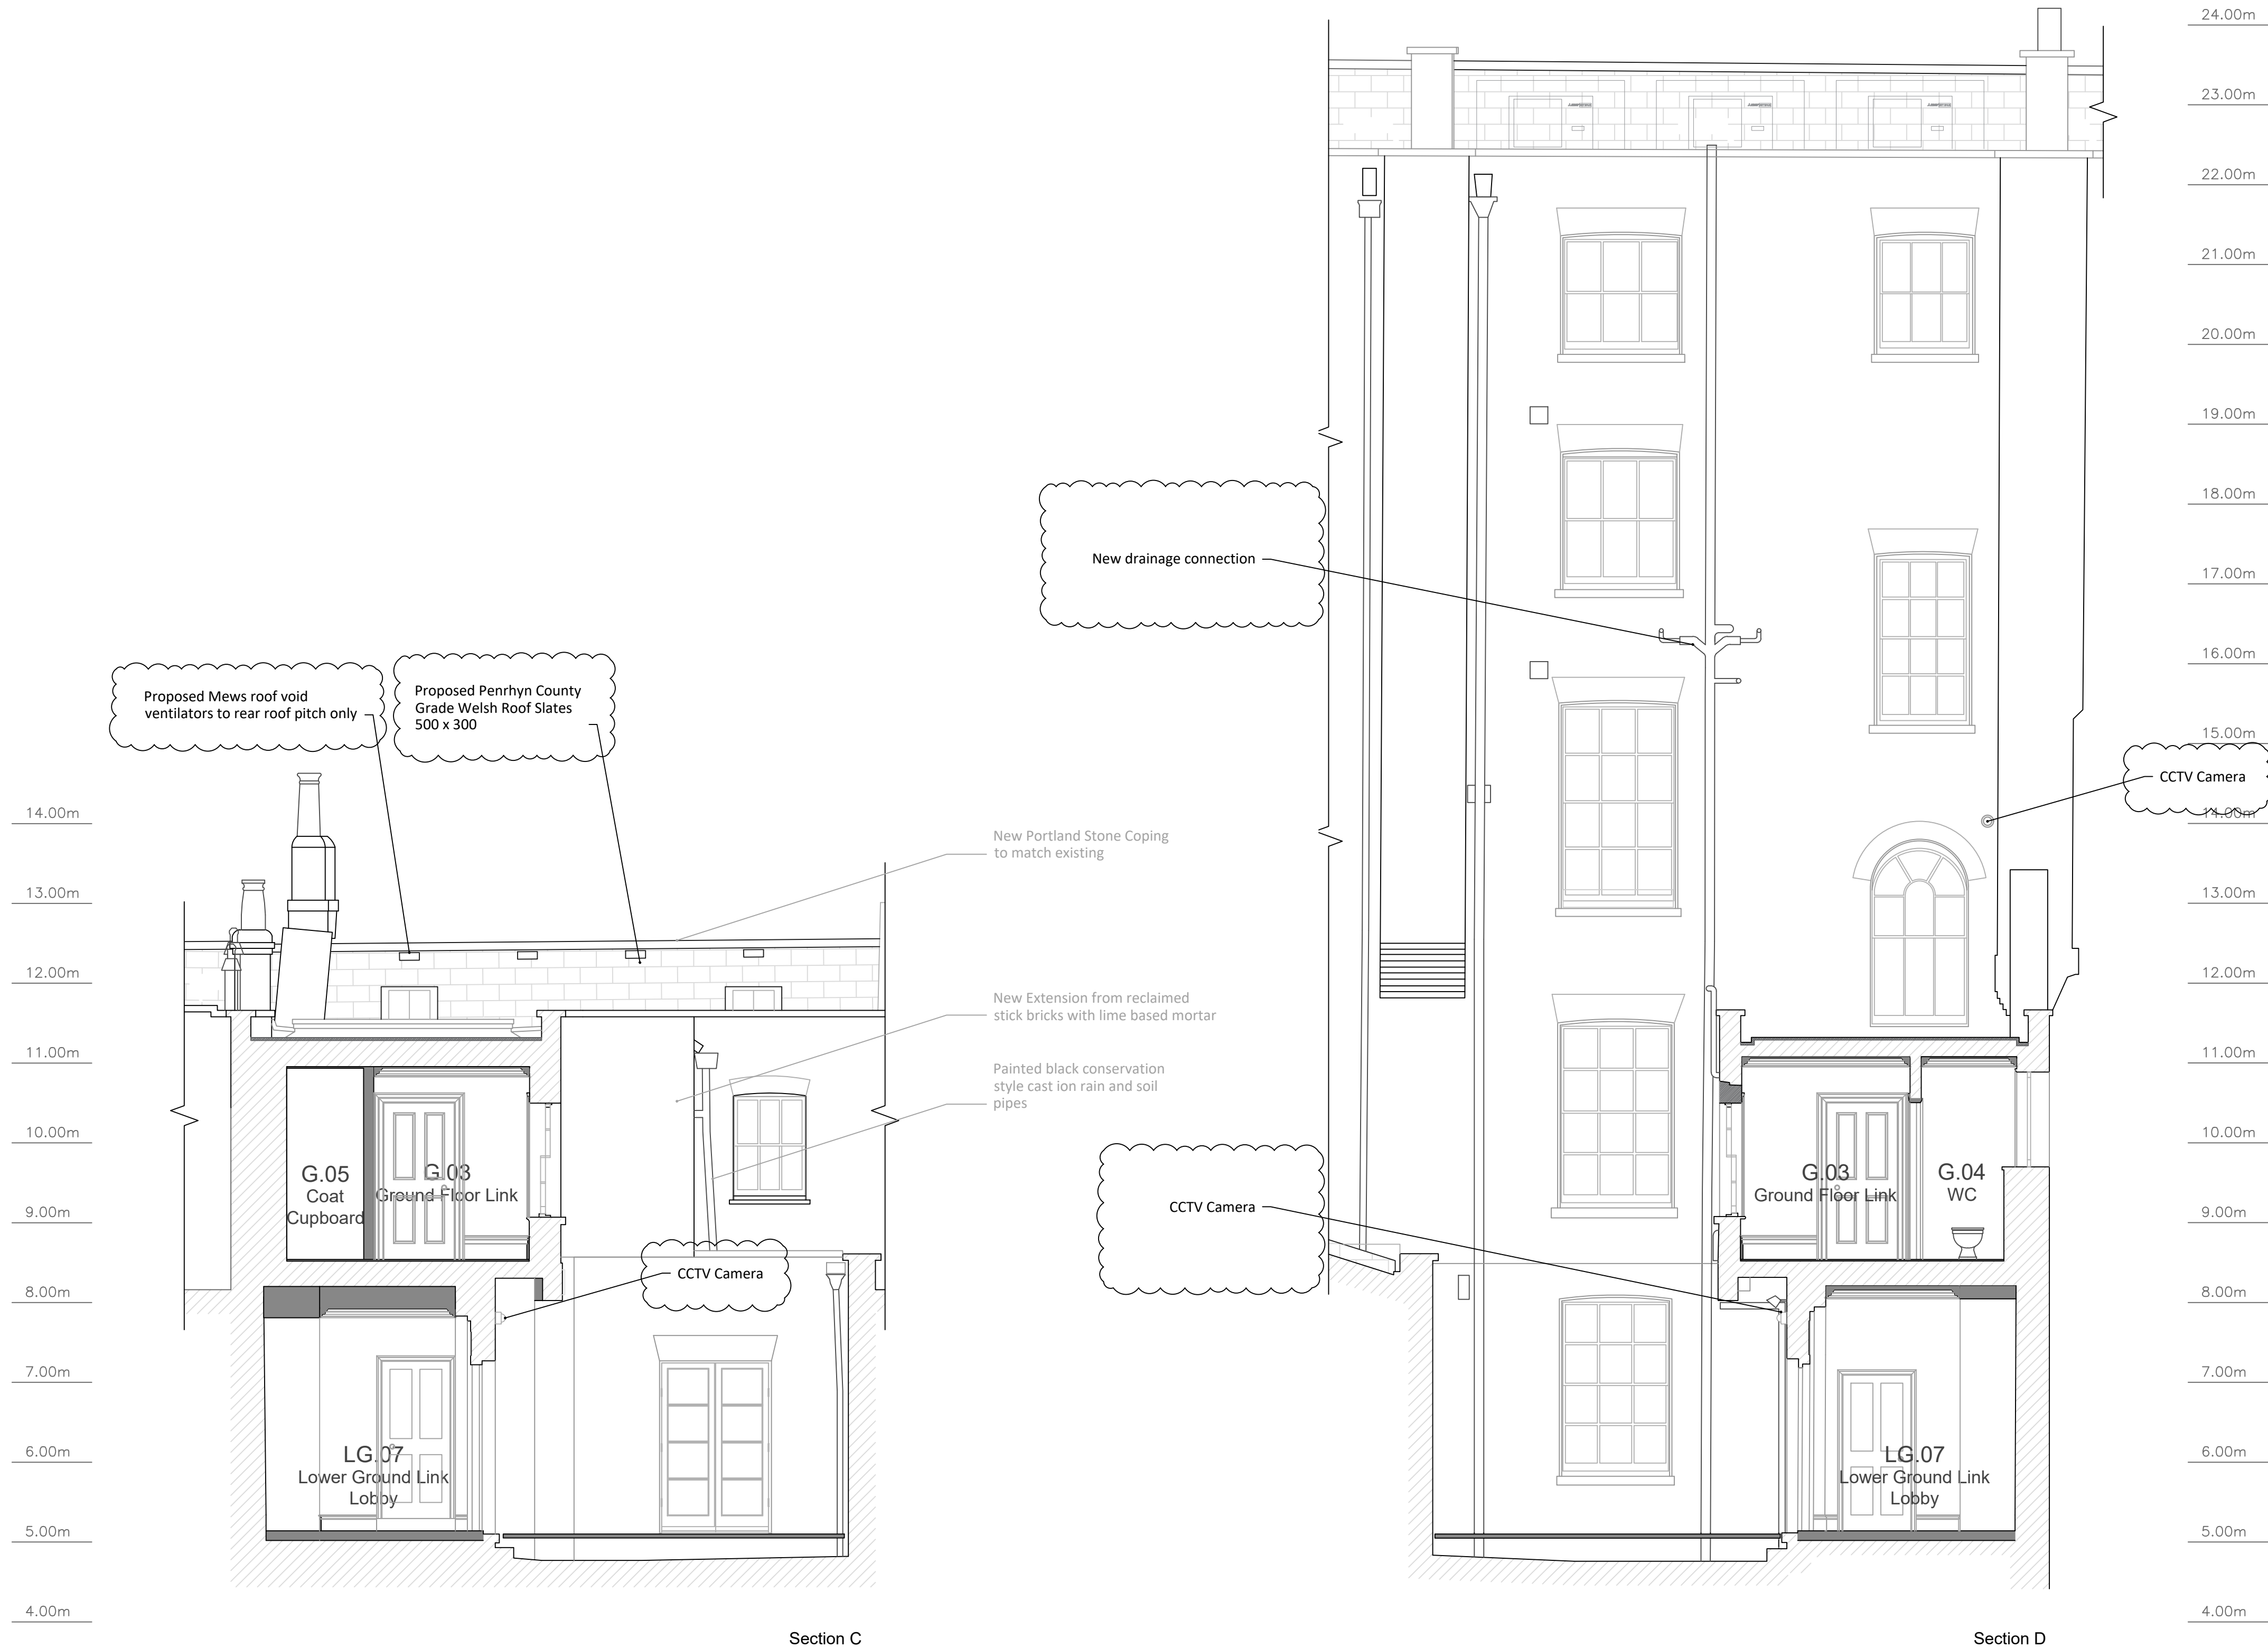 24.00m
23.00m
22.00m
21.00m
20.00m
19.00m
18.00m
17.00m
16.00m
15.00m
14.00m
13.00m
12.00m
11.00m
10.00m
9.00m
8.00m
7.00m
6.00m
5.00m
4.00m
14.00m
13.00m
12.00m
11.00m
10.00m
9.00m
8.00m
7.00m
6.00m
5.00m
4.00m
Proposed Mews roof void
ventilators to rear roof pitch only
Proposed Penrhyn County
Grade Welsh Roof Slates
500 x 300
New Portland Stone Coping
to match existing
New Extension from reclaimed
stick bricks with lime based mortar
Painted black conservation
style cast ion rain and soil
pipes
G.05
Coat
Cupboard
G.03
Ground Floor Link
CCTV Camera
LG.07
Lower Ground Link
Lobby
Section C
New drainage connection
CCTV Camera
CCTV Camera
G.03
Ground Floor Link
G.04
WC
LG.07
Lower Ground Link
Lobby
Section D